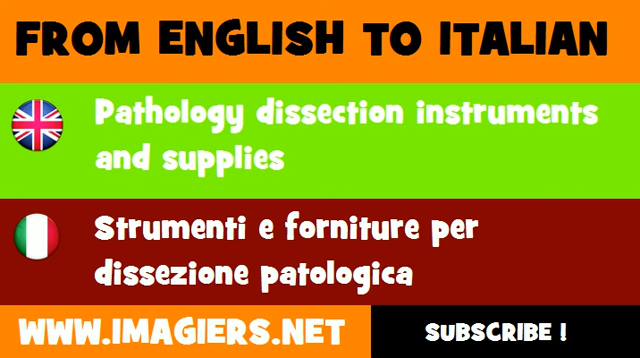 FROM ENGLISH TO ITALIAN
Pathology dissection instruments
and supplies
Strumenti e forniture per
dissezione patologica
WWW.IMAGIERS.NET
SUBSCRIBE !